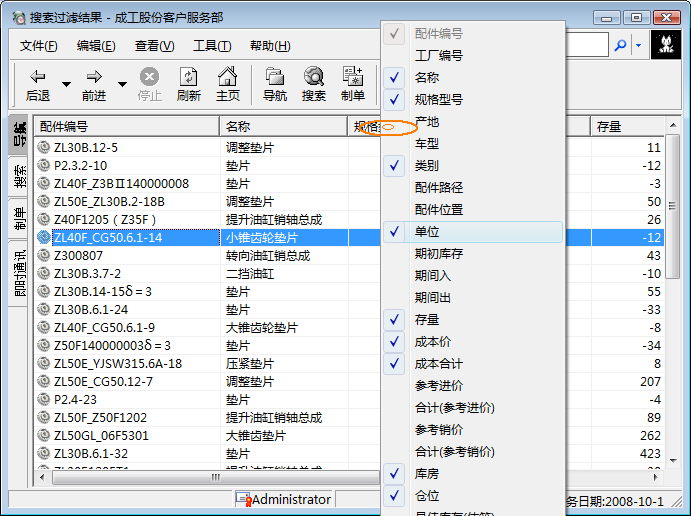 搜索过滤结果 - 成工股份客户服务部
文件(F) 编辑(E) 查看(V) 工具(T) 帮助(H)
后退 前进 停止 刷新 主页 导航 搜索 制单
导航
搜索
制单
即时通讯
配件编号 名称 规格型 存量
ZL30B.12-5 调整垫片 11
P2.3.2-10 垫片 -12
ZL40F_Z3BⅡ140000008 垫片 -3
ZL50E_ZL30B.2-18B 调整垫片 50
Z40F1205（Z35F） 提升油缸销轴总成 26
ZL40F_CG50.6.1-14 小锥齿轮垫片 -12
Z300807 转向油缸销总成 43
ZL30B.3.7-2 二挡油缸 -10
ZL30B.14-15δ=3 垫片 55
ZL30B.6.1-24 垫片 -33
ZL40F_CG50.6.1-9 大锥齿轮垫片 -8
Z50F140000003δ=3 垫片 -34
ZL50E_YJSW315.6A-18 压紧垫片 8
ZL50E_CG50.12-7 调整垫片 207
P2.4-23 垫片 -4
ZL50F_Z50F1202 提升油缸销轴总成 89
ZL50GL_06F5301 大锥齿垫片 262
ZL30B.6.1-32 垫片 423
配件编号
工厂编号
名称
规格型号
产地
车型
类别
配件路径
配件位置
单位
期初库存
期间入
期间出
存量
成本价
成本合计
参考进价
合计(参考进价)
参考销价
合计(参考销价)
库房
仓位
Administrator
务日期:2008-10-1